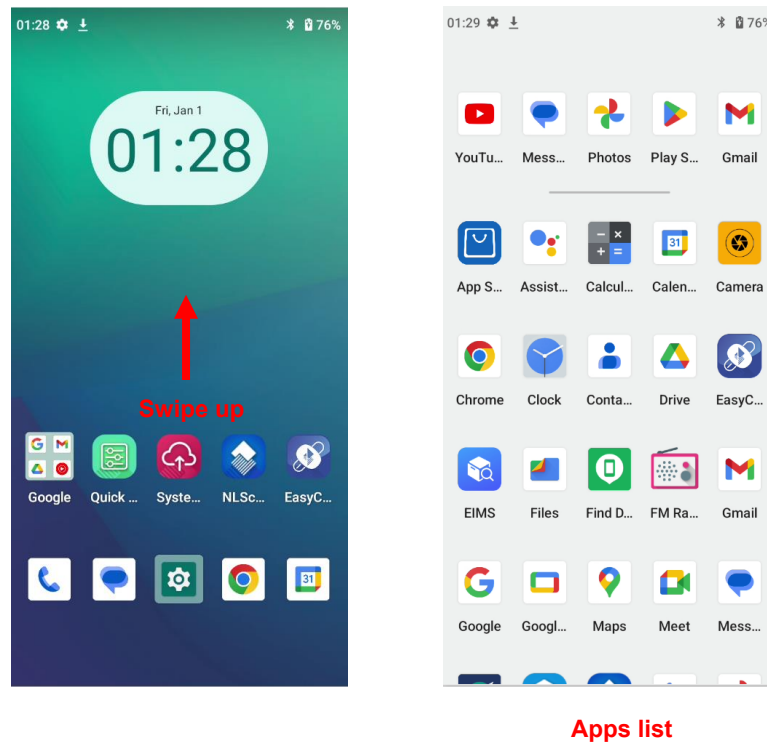 01:28 76%
Fri, Jan 1
01:28
Swipe up
Google Quick ... Syste... NLSc... EasyC...
31
01:29 76%
YouTu... Mess... Photos Play S... Gmail
31
App S... Assist... Calcul... Calen... Camera
Chrome Clock Conta... Drive EasyC...
EIMS Files Find D... FM Ra... Gmail
Google Googl... Maps Meet Mess...
Apps list